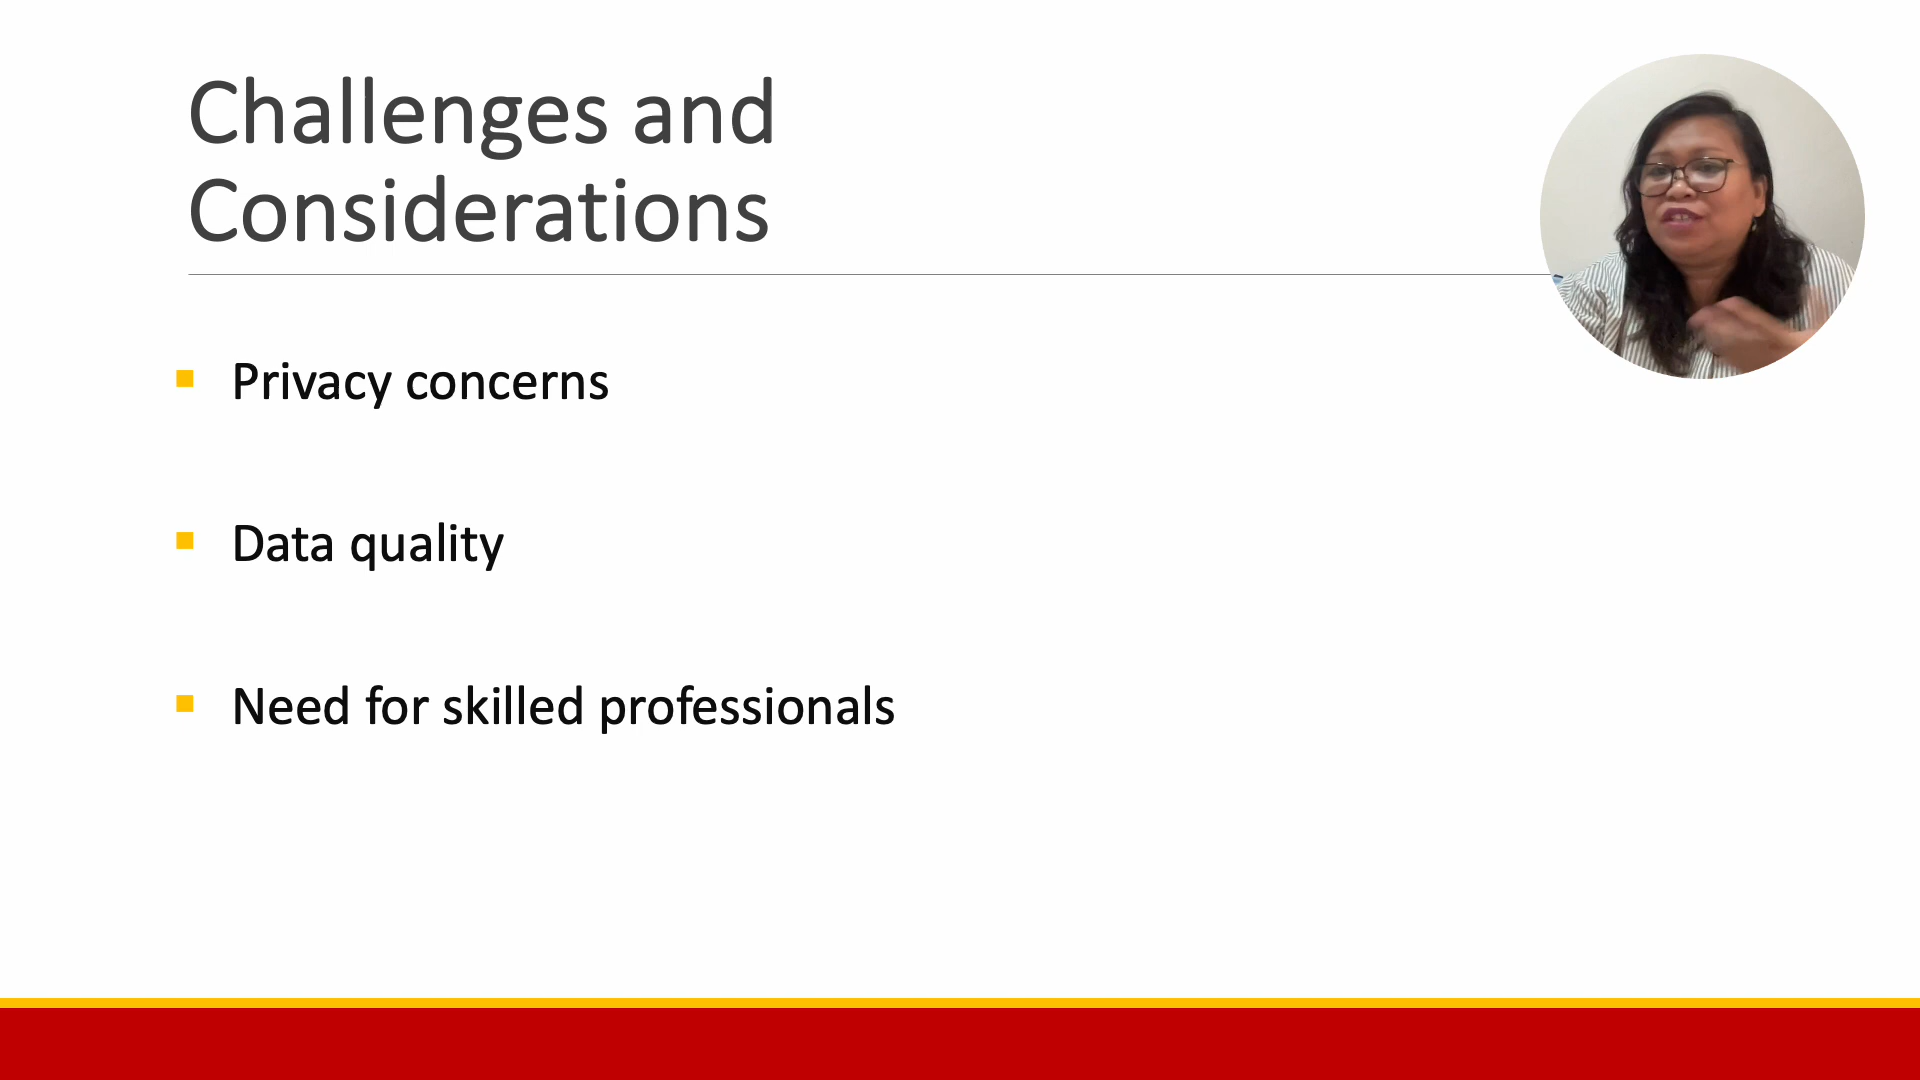 Challenges and
Considerations
Privacy concerns
Data quality
Need for skilled professionals